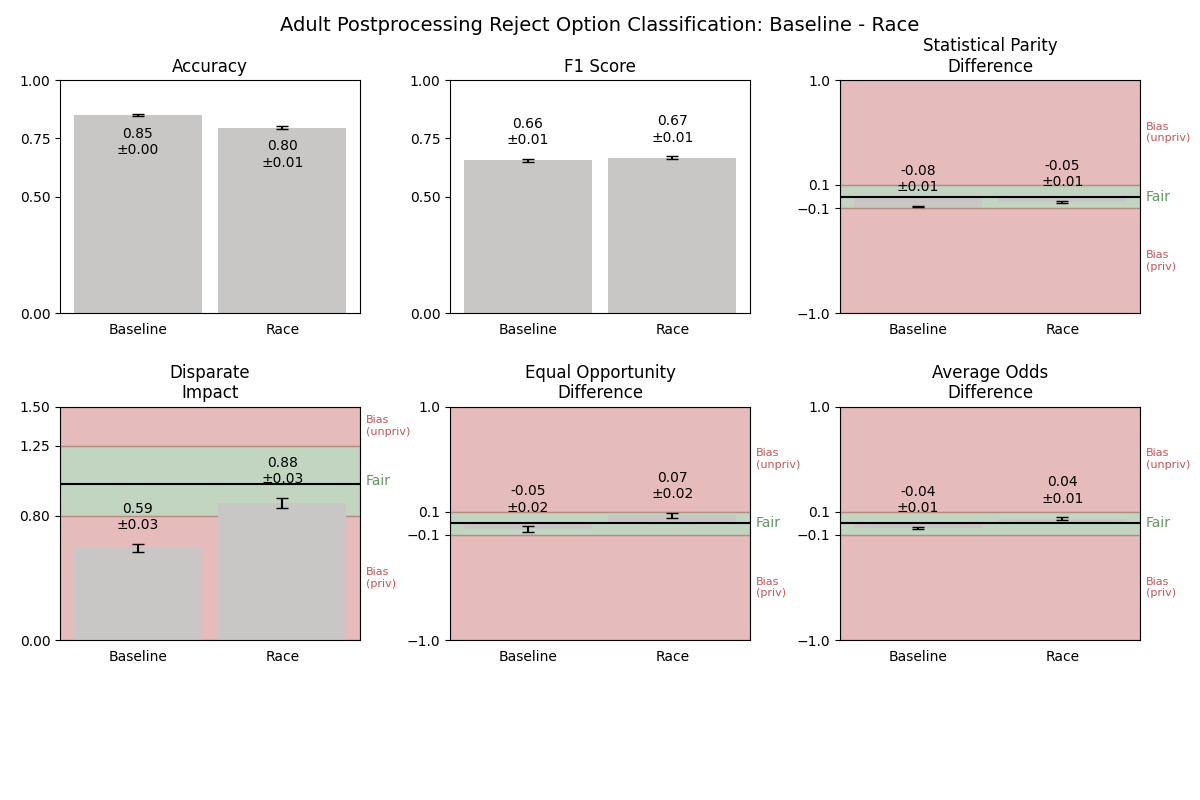 Adult Postprocessing Reject Option Classification: Baseline - Race
Accuracy
1.00
0.75
0.50
0.00
0.85
±0.00
0.80
±0.01
Baseline
Race
F1 Score
1.00
0.75
0.50
0.00
0.66
±0.01
0.67
±0.01
Baseline
Race
Statistical Parity
Difference
1.0
0.1
−0.1
−1.0
-0.08
±0.01
-0.05
±0.01
Bias
(unpriv)
Fair
Bias
(priv)
Baseline
Race
Disparate
Impact
1.50
1.25
0.80
0.00
0.59
±0.03
0.88
±0.03
Bias
(unpriv)
Fair
Bias
(priv)
Baseline
Race
Equal Opportunity
Difference
1.0
0.1
−0.1
−1.0
-0.05
±0.02
0.07
±0.02
Bias
(unpriv)
Fair
Bias
(priv)
Baseline
Race
Average Odds
Difference
1.0
0.1
−0.1
−1.0
-0.04
±0.01
0.04
±0.01
Bias
(unpriv)
Fair
Bias
(priv)
Baseline
Race